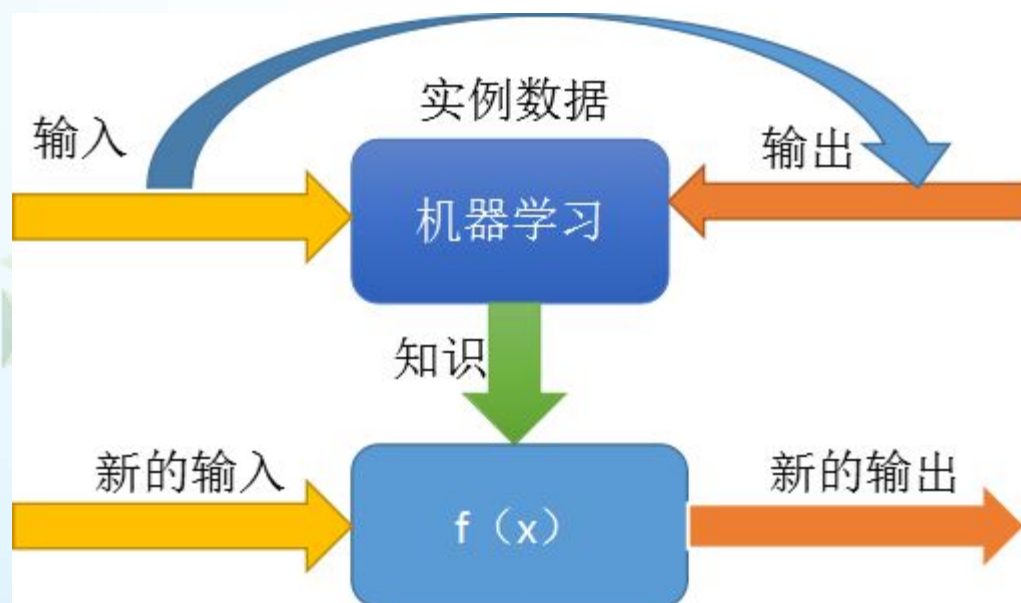 实例数据
输入
输出
机器学习
知识
新的输入
新的输出
f（x）